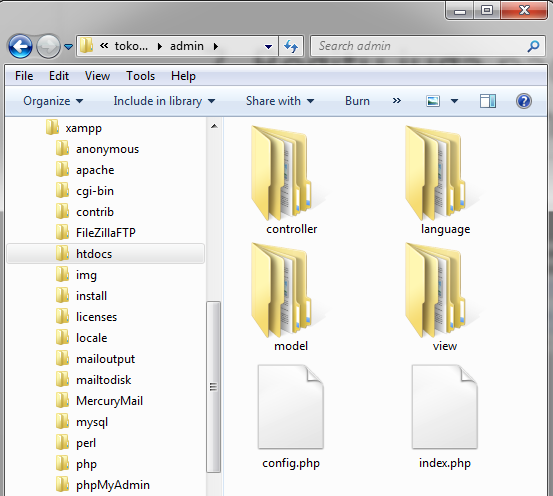 « toko... ▸ admin ▸
Search admin
File Edit View Tools Help
Organize Include in library Share with Burn »
xampp
anonymous
apache
cgi-bin
contrib
FileZillaFTP
htdocs
img
install
licenses
locale
mailoutput
mailtodisk
MercuryMail
mysql
perl
php
phpMyAdmin
controller language
model view
config.php index.php